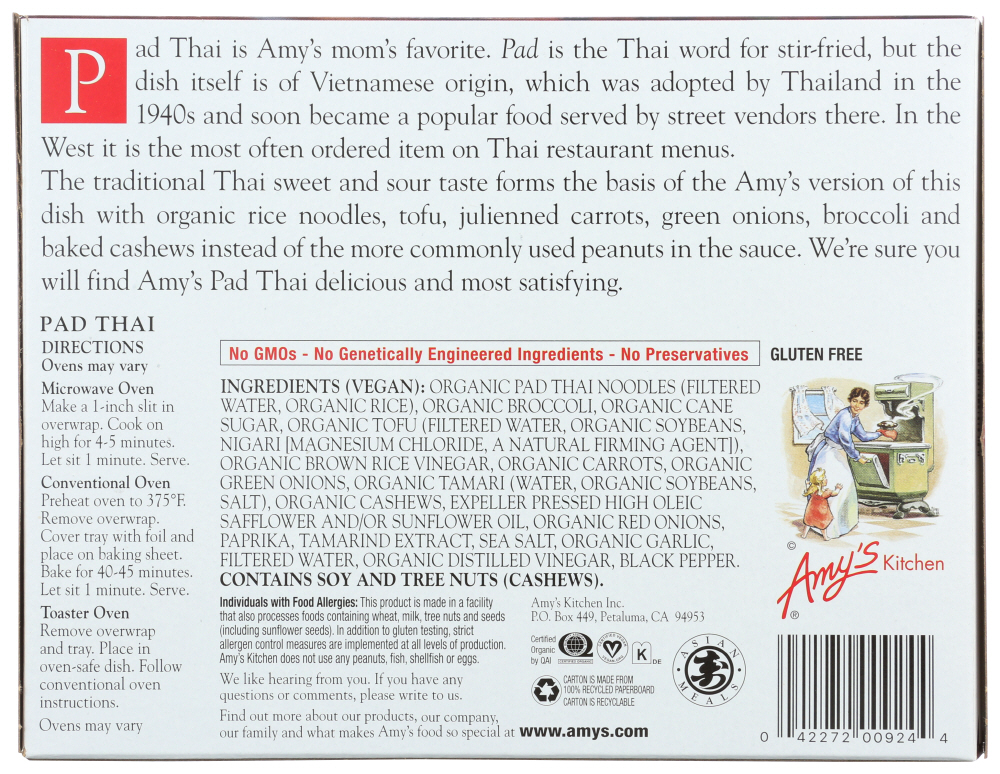 Pad Thai is Amy's mom's favorite. Pad is the Thai word for stir-fried, but the
dish itself is of Vietnamese origin, which was adopted by Thailand in the
1940s and soon became a popular food served by street vendors there. In the
West it is the most often ordered item on Thai restaurant menus.
The traditional Thai sweet and sour taste forms the basis of the Amy's version of this
dish with organic rice noodles, tofu, julienned carrots, green onions, broccoli and
baked cashews instead of the more commonly used peanuts in the sauce. We're sure you
will find Amy's Pad Thai delicious and most satisfying.
PAD THAI
DIRECTIONS
Ovens may vary
Microwave Oven
Make a 1-inch slit in
overwrap. Cook on
high for 4-5 minutes.
Let sit 1 minute. Serve.
Conventional Oven
Preheat oven to 375°F.
Remove overwrap.
Cover tray with foil and
place on baking sheet.
Bake for 40-45 minutes.
Let sit 1 minute. Serve.
Toaster Oven
Remove overwrap
and tray. Place in
oven-safe dish. Follow
conventional oven
instructions.
Ovens may vary
No GMOs - No Genetically Engineered Ingredients - No Preservatives
GLUTEN FREE
INGREDIENTS (VEGAN): ORGANIC PAD THAI NOODLES (FILTERED
WATER, ORGANIC RICE), ORGANIC BROCCOLI, ORGANIC CANE
SUGAR, ORGANIC TOFU (FILTERED WATER, ORGANIC SOYBEANS,
NIGARI [MAGNESIUM CHLORIDE, A NATURAL FIRMING AGENT]),
ORGANIC BROWN RICE VINEGAR, ORGANIC CARROTS, ORGANIC
GREEN ONIONS, ORGANIC TAMARI (WATER, ORGANIC SOYBEANS,
SALT), ORGANIC CASHEWS, EXPELLER PRESSED HIGH OLEIC
SAFFLOWER AND/OR SUNFLOWER OIL, ORGANIC RED ONIONS,
PAPRIKA, TAMARIND EXTRACT, SEA SALT, ORGANIC GARLIC,
FILTERED WATER, ORGANIC DISTILLED VINEGAR, BLACK PEPPER.
CONTAINS SOY AND TREE NUTS (CASHEWS).
Individuals with Food Allergies: This product is made in a facility
that also processes foods containing wheat, milk, tree nuts and seeds
(including sunflower seeds). In addition to gluten testing, strict
allergen control measures are implemented at all levels of production.
Amy's Kitchen does not use any peanuts, fish, shellfish or eggs.
We like hearing from you. If you have any
questions or comments, please write to us.
Find out more about our products, our company,
our family and what makes Amy's food so special at www.amys.com
Amy's Kitchen Inc.
P.O. Box 449, Petaluma, CA 94953
Certified
Organic
by QAI
K DE
CARTON IS MADE FROM
100% RECYCLED PAPERBOARD
CARTON IS RECYCLABLE
ASIAN
MEALS
©
Amy's Kitchen
®
0 42272 00924 4